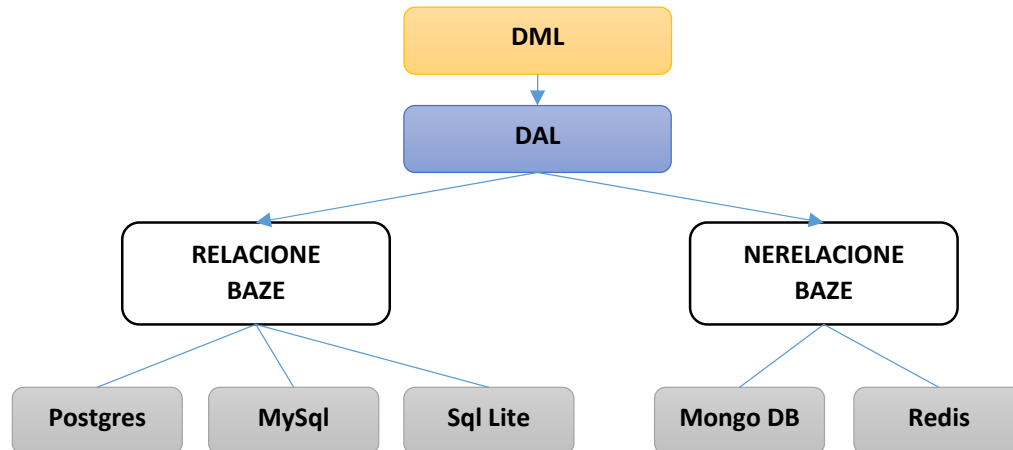 DML
DAL
RELACIONE
BAZE
NERELACIONE
BAZE
Postgres
MySql
Sql Lite
Mongo DB
Redis